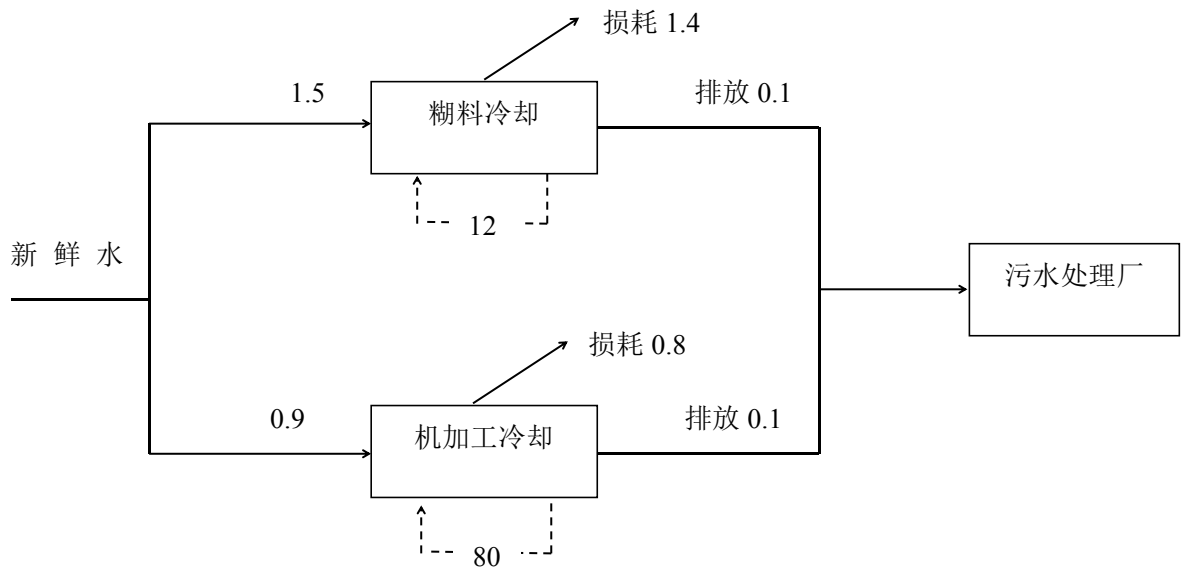 损耗 1.4
1.5
排放 0.1
糊料冷却
12
新 鲜 水
污水处理厂
损耗 0.8
0.9
排放 0.1
机加工冷却
80